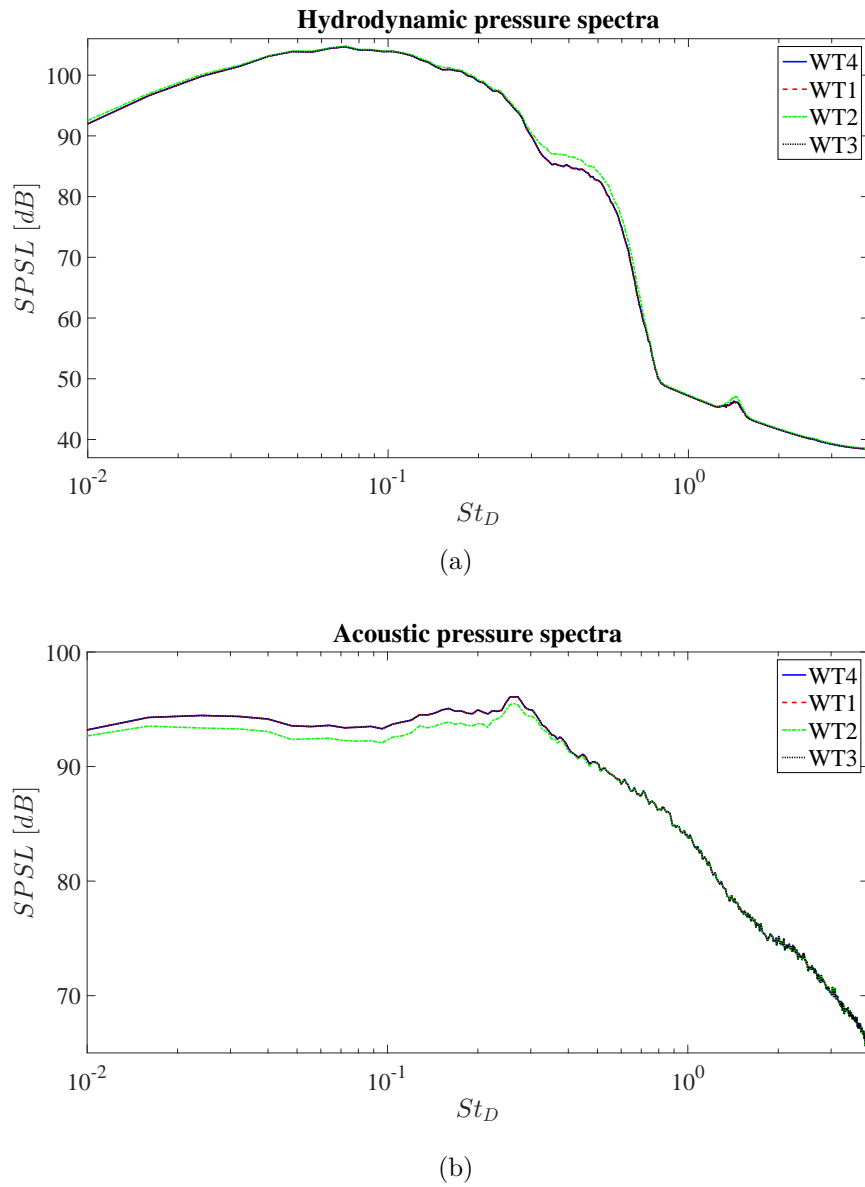 Hydrodynamic pressure spectra
WT4
WT1
WT2
WT3
100
90
80
70
60
50
40
SPSL [dB]
10^-2
10^-1
10^0
St_D
(a)
Acoustic pressure spectra
WT4
WT1
WT2
WT3
100
90
80
70
SPSL [dB]
10^-2
10^-1
10^0
St_D
(b)